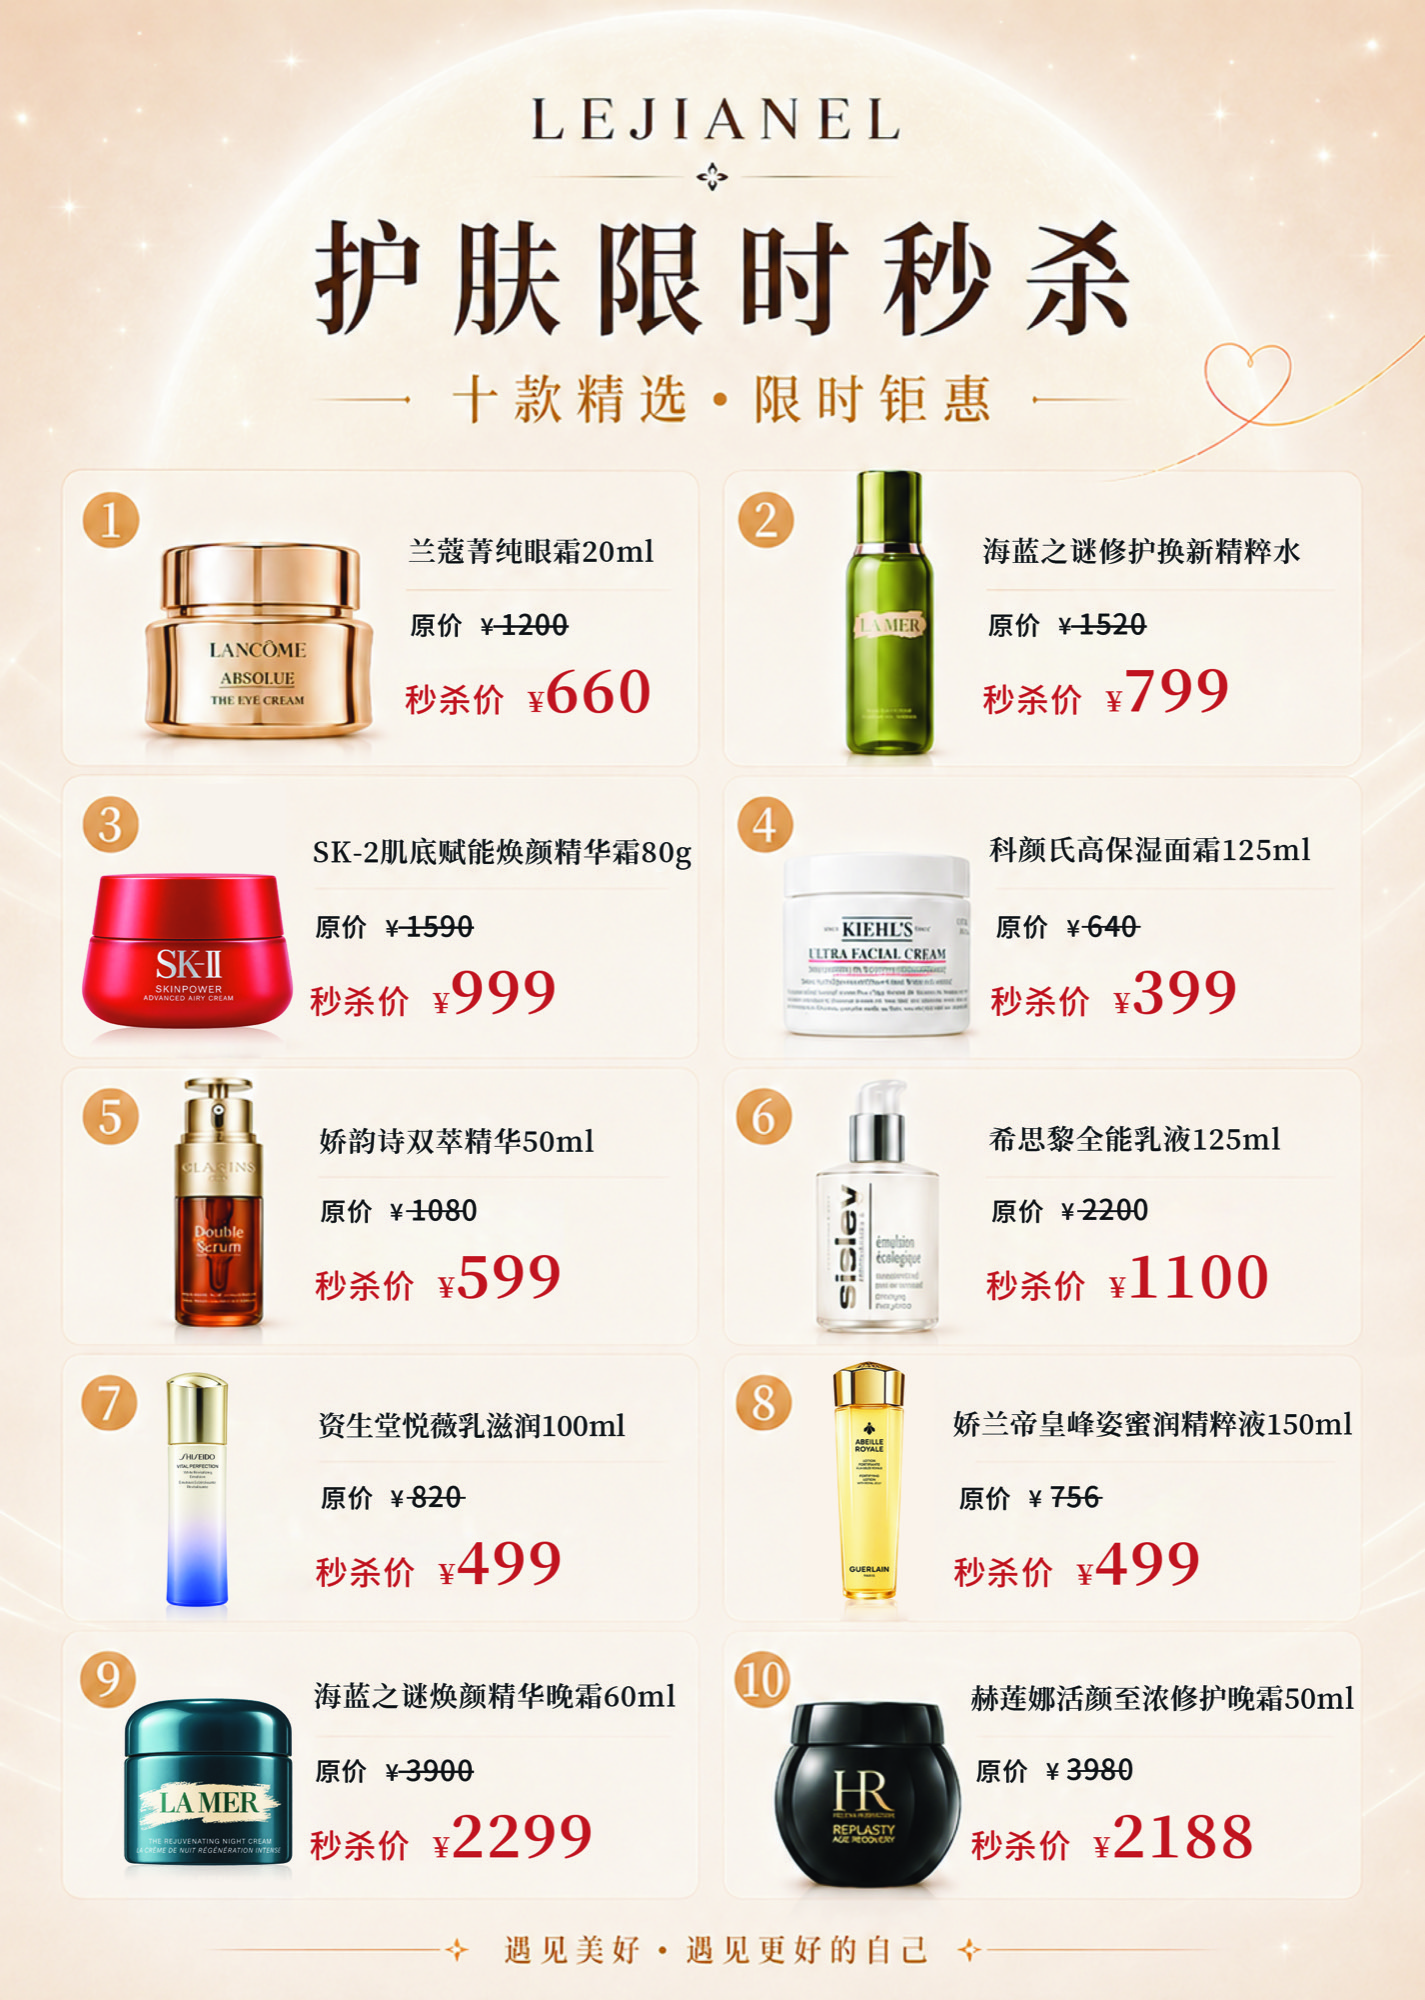 LEJIANEL
护肤限时秒杀
十款精选·限时钜惠
1
LANCÔME
ABSOLUE
THE EYE CREAM
兰蔻菁纯眼霜20ml
原价 ¥1200
秒杀价 ¥660
2
LA MER
海蓝之谜修护换新精粹水
原价 ¥1520
秒杀价 ¥799
3
SK-II
SKINPOWER
ADVANCED AIRY CREAM
SK-2肌底赋能焕颜精华霜80g
原价 ¥1590
秒杀价 ¥999
4
KIEHL'S
ULTRA FACIAL CREAM
科颜氏高保湿面霜125ml
原价 ¥640
秒杀价 ¥399
5
CLARINS
Double
Serum
娇韵诗双萃精华50ml
原价 ¥1080
秒杀价 ¥599
6
sisley
émulsion
écologique
希思黎全能乳液125ml
原价 ¥2200
秒杀价 ¥1100
7
SHISEIDO
VITAL PERFECTION
资生堂悦薇乳滋润100ml
原价 ¥820
秒杀价 ¥499
8
ABEILLE
ROYALE
GUERLAIN
PARIS
娇兰帝皇峰姿蜜润精粹液150ml
原价 ¥756
秒杀价 ¥499
9
LA MER
THE REJUVENATING NIGHT CREAM
LA CRÈME DE NUIT RÉGÉNÉRATION INTENSE
海蓝之谜焕颜精华晚霜60ml
原价 ¥3900
秒杀价 ¥2299
10
HR
REPLASTY
AGE RECOVERY
赫莲娜活颜至浓修护晚霜50ml
原价 ¥3980
秒杀价 ¥2188
遇见美好·遇见更好的自己